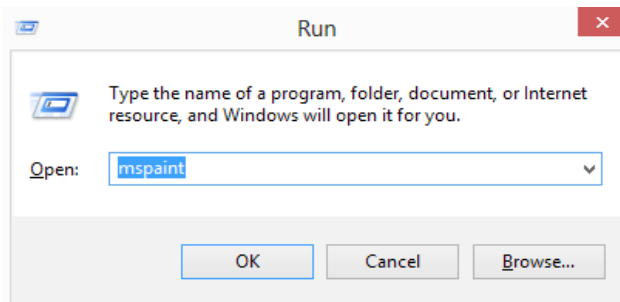 Run
Type the name of a program, folder, document, or Internet
resource, and Windows will open it for you.
Open: mspaint
OK Cancel Browse...